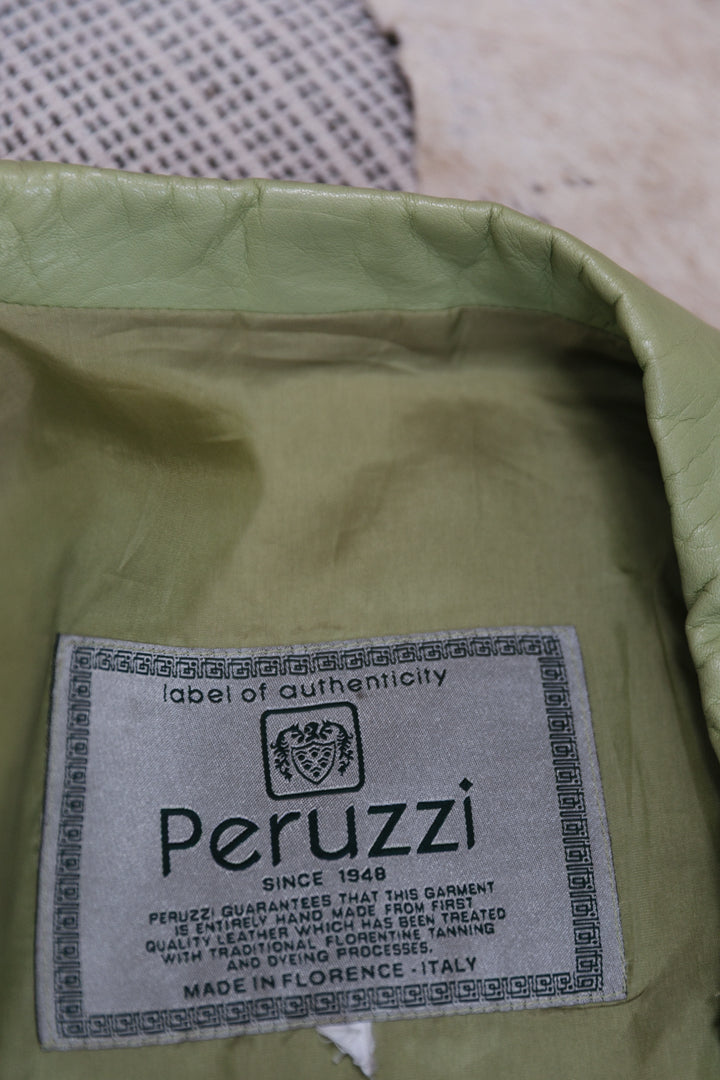 label of authenticity
Peruzzi
SINCE 1948
PERUZZI GUARANTEES THAT THIS GARMENT
IS ENTIRELY HAND MADE FROM FIRST
QUALITY LEATHER WHICH HAS BEEN TREATED
WITH TRADITIONAL FLORENTINE TANNING
AND DYEING PROCESSES.
MADE IN FLORENCE - ITALY